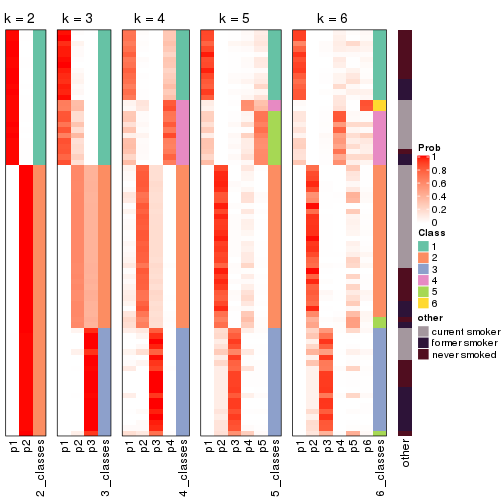 k = 2 k = 3 k = 4 k = 5 k = 6
Prob
1
0.8
0.6
0.4
0.2
0
Class
1
2
3
4
5
6
other
current smoker
former smoker
never smoked
p1 p2 2_classes p1 p2 p3 3_classes p1 p2 p3 p4 4_classes p1 p2 p3 p4 p5 5_classes p1 p2 p3 p4 p5 p6 6_classes other